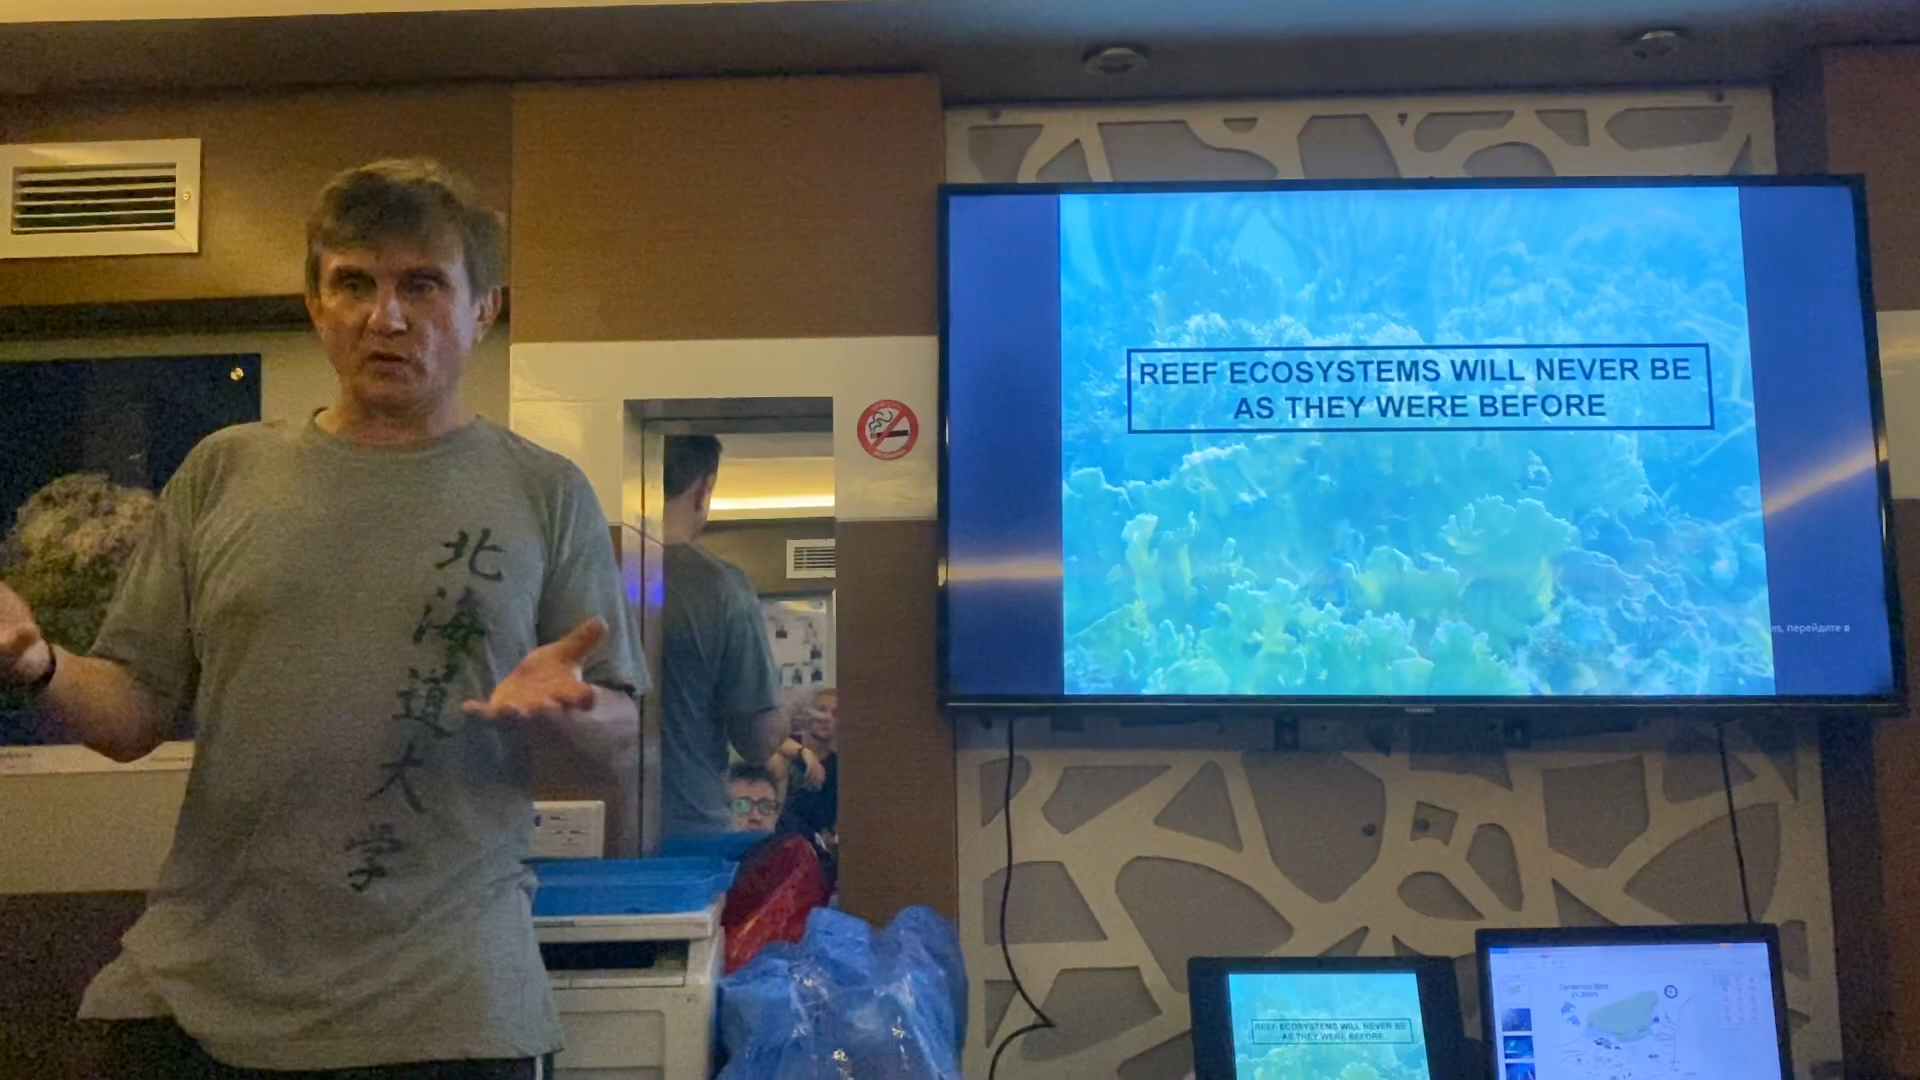 北
海
道
大
学
REEF ECOSYSTEMS WILL NEVER BE
AS THEY WERE BEFORE
перейдите в
REEF ECOSYSTEMS WILL NEVER BE
AS THEY WERE BEFORE